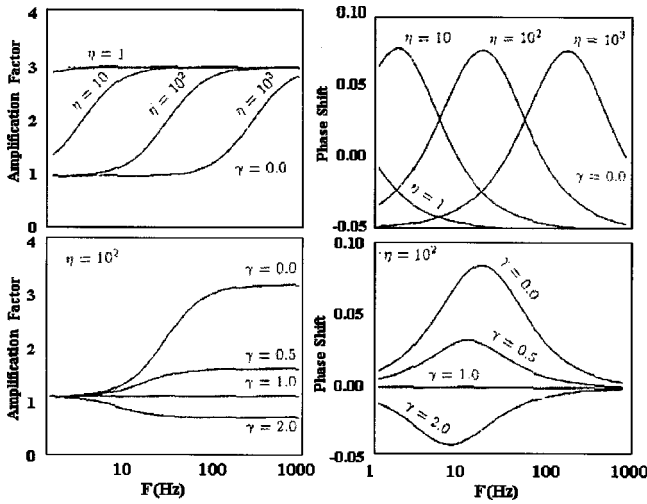 4
3
2
1
0
Amplification Factor
η = 1
η = 10
η = 10²
η = 10³
γ = 0.0
0.10
0.05
0.00
-0.05
Phase Shift
η = 10
η = 10²
η = 10³
η = 1
γ = 0.0
4
3
2
1
0
Amplification Factor
η = 10²
γ = 0.0
γ = 0.5
γ = 1.0
γ = 2.0
10
100
1000
F(Hz)
0.10
0.05
0.00
-0.05
Phase Shift
η = 10²
γ = 0.0
γ = 0.5
γ = 1.0
γ = 2.0
1
10
100
1000
F(Hz)